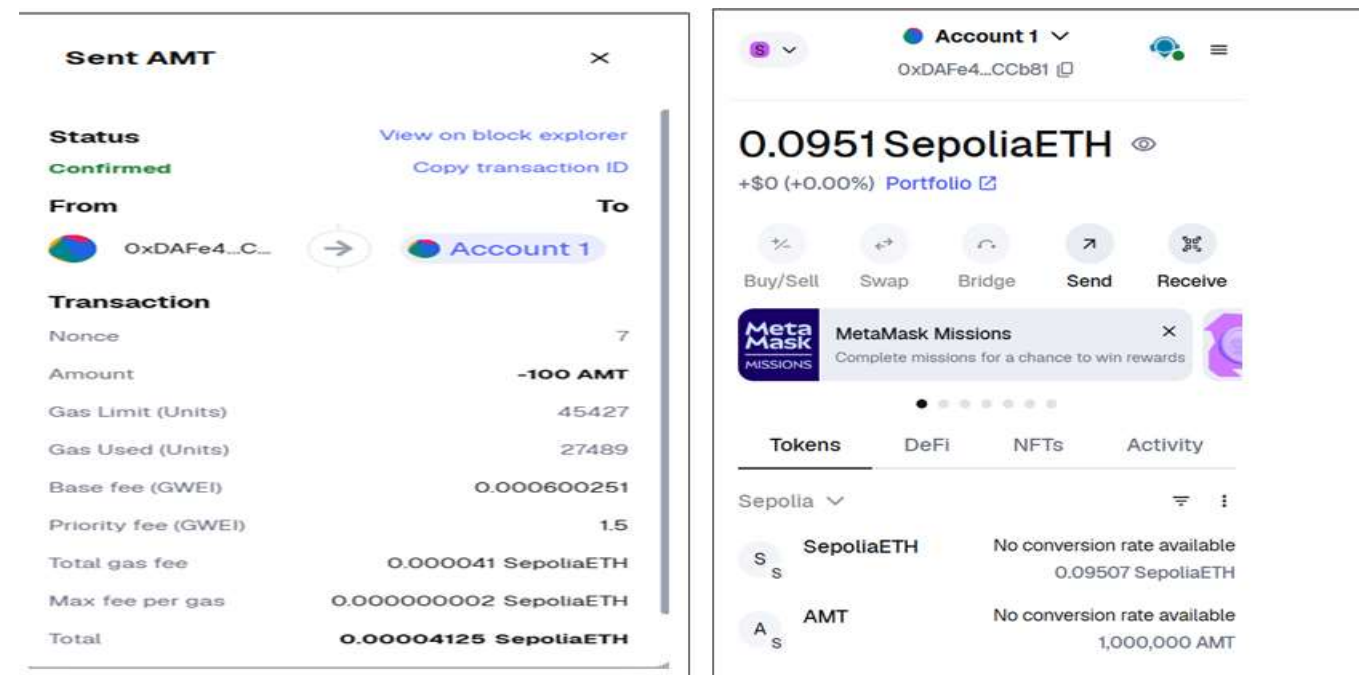 Sent AMT
Status View on block explorer
Confirmed Copy transaction ID
From To
0xDAFe4...C... Account 1
Transaction
Nonce 7
Amount -100 AMT
Gas Limit (Units) 45427
Gas Used (Units) 27489
Base fee (GWEI) 0.000600251
Priority fee (GWEI) 1.5
Total gas fee 0.000041 SepoliaETH
Max fee per gas 0.000000002 SepoliaETH
Total 0.00004125 SepoliaETH
S Account 1
0xDAFe4...CCb81
0.0951 SepoliaETH
+$0 (+0.00%) Portfolio
Buy/Sell Swap Bridge Send Receive
Meta
Mask
MISSIONS
MetaMask Missions
Complete missions for a chance to win rewards
Tokens DeFi NFTs Activity
Sepolia
S S SepoliaETH No conversion rate available
0.09507 SepoliaETH
A S AMT No conversion rate available
1,000,000 AMT